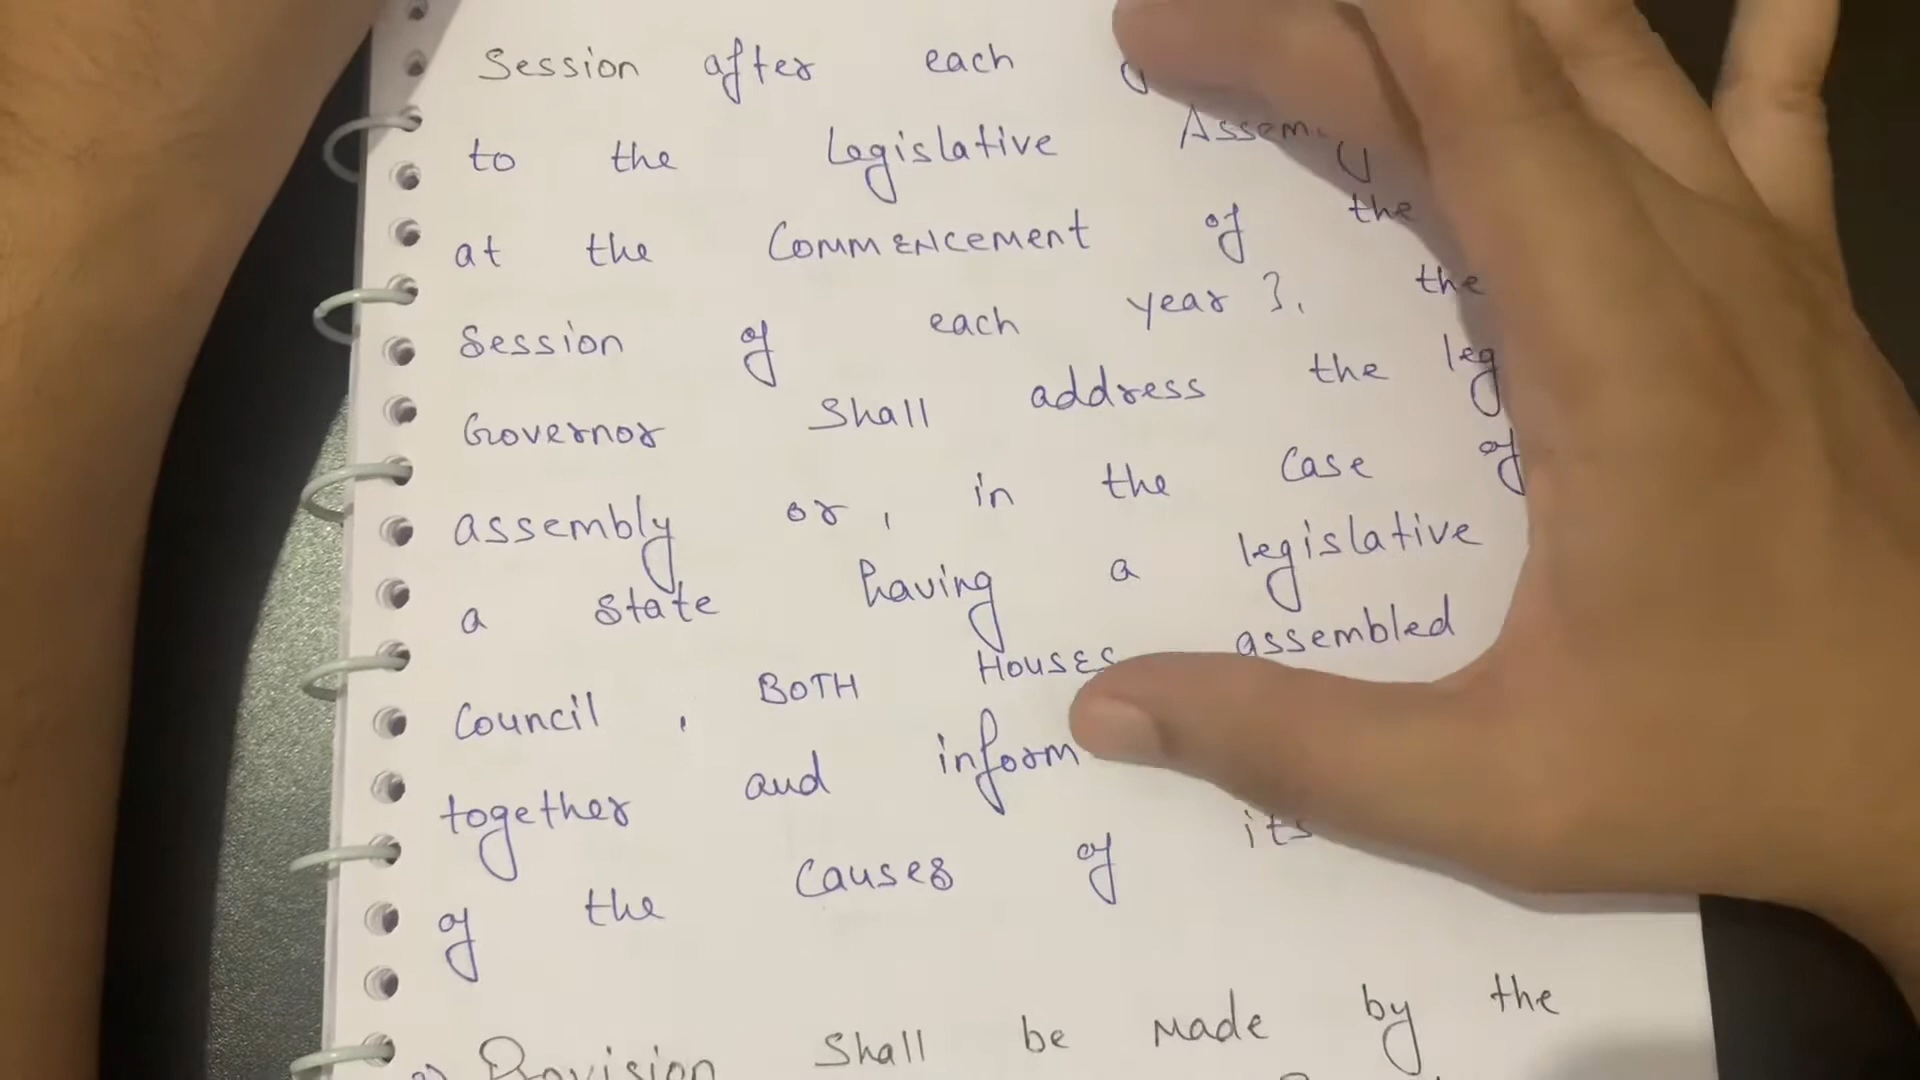 Session after each
to the Legislative
at the Commencement of the
Session of each year }, the
Governor Shall address the leg
assembly or, in the case of
a state having a legislative
Council, BOTH Houses assembled
together and inform
of the causes of its
Provision Shall be made by the